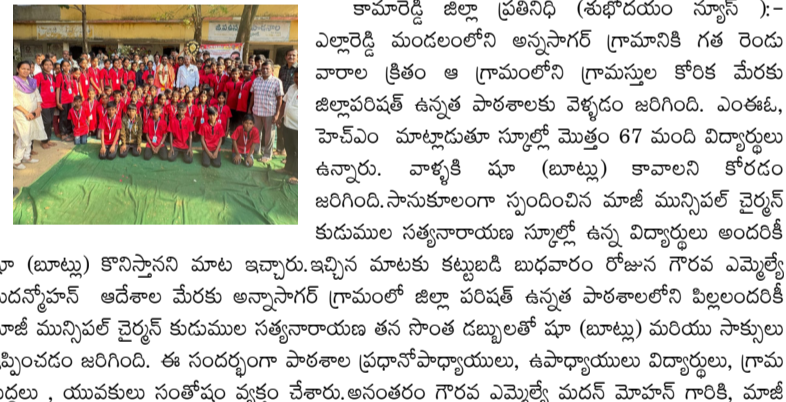 కామారెడ్డి జిల్లా ప్రతినిధి (శుభోదయం న్యూస్ ):-
ఎల్లారెడ్డి మండలంలోని అన్నసాగర్ గ్రామానికి గత రెండు
వారాల క్రితం ఆ గ్రామంలోని గ్రామస్తుల కోరిక మేరకు
జిల్లాపరిషత్ ఉన్నత పాఠశాలకు వెళ్ళడం జరిగింది. ఎంఈఓ,
హెచ్ఎం మాట్లాడుతూ స్కూల్లో మొత్తం 67 మంది విద్యార్థులు
ఉన్నారు. వాళ్ళకి షూ (బూట్లు) కావాలని కోరడం
జరిగింది.సానుకూలంగా స్పందించిన మాజీ మున్సిపల్ చైర్మన్
కుడుముల సత్యనారాయణ స్కూల్లో ఉన్న విద్యార్థులు అందరికీ
(బూట్లు) కొనిస్తానని మాట ఇచ్చారు.ఇచ్చిన మాటకు కట్టుబడి బుధవారం రోజున గౌరవ ఎమ్మెల్యే
మదన్మోహన్ ఆదేశాల మేరకు అన్నాసాగర్ గ్రామంలో జిల్లా పరిషత్ ఉన్నత పాఠశాలలోని పిల్లలందరికీ
మాజీ మున్సిపల్ చైర్మన్ కుడుముల సత్యనారాయణ తన సొంత డబ్బులతో షూ (బూట్లు) మరియు సాక్సులు
ఇప్పించడం జరిగింది. ఈ సందర్భంగా పాఠశాల ప్రధానోపాధ్యాయులు, ఉపాధ్యాయులు విద్యార్థులు, గ్రామ
పెద్దలు , యువకులు సంతోషం వ్యక్తం చేశారు.అనంతరం గౌరవ ఎమ్మెల్యే మదన్ మోహన్ గారికి, మాజీ